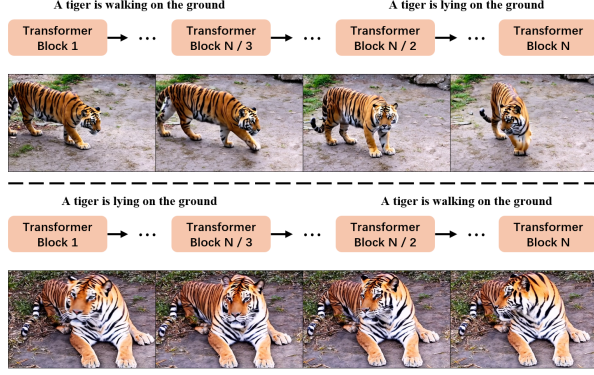 A tiger is walking on the ground
A tiger is lying on the ground
Transformer
Block 1
...
Transformer
Block N / 3
...
Transformer
Block N / 2
...
Transformer
Block N
A tiger is lying on the ground
A tiger is walking on the ground
Transformer
Block 1
...
Transformer
Block N / 3
...
Transformer
Block N / 2
...
Transformer
Block N